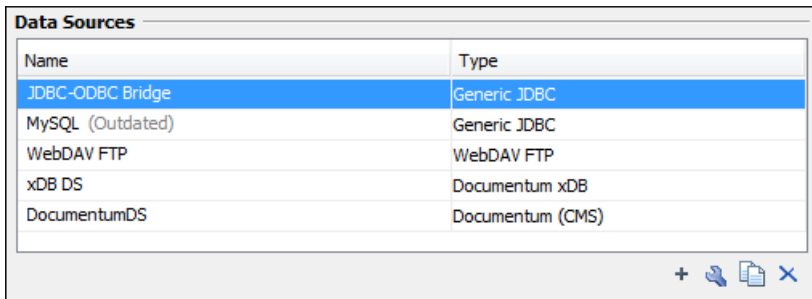 Data Sources
Name Type
JDBC-ODBC Bridge Generic JDBC
MySQL (Outdated) Generic JDBC
WebDAV FTP WebDAV FTP
xDB DS Documentum xDB
DocumentumDS Documentum (CMS)